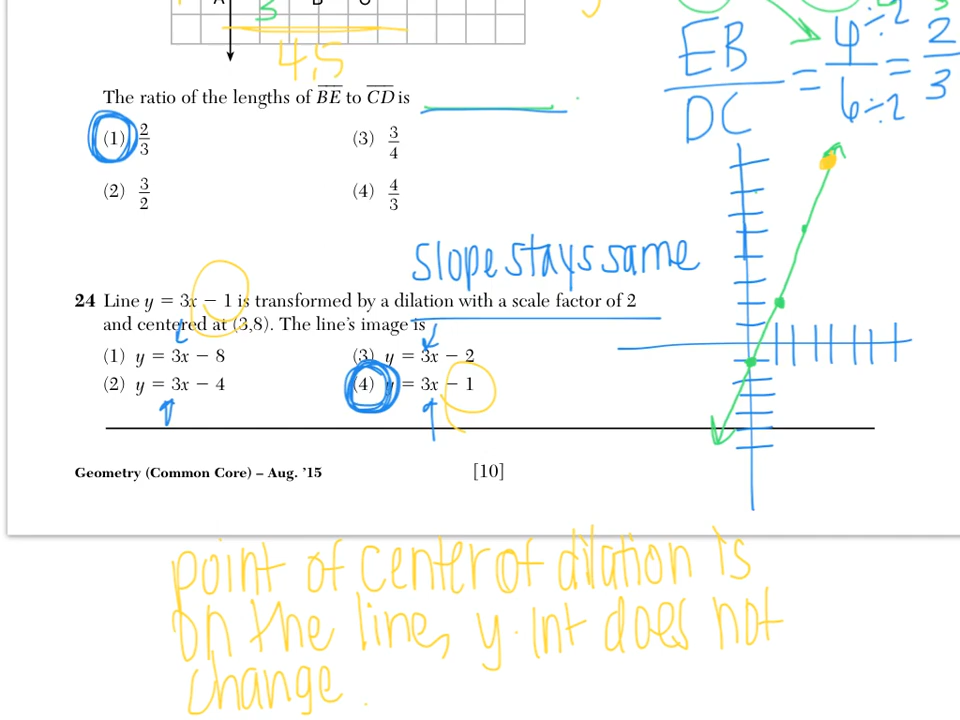 3
4.5
EB/DC = 4÷2/6÷2 = 2/3
The ratio of the lengths of BE to CD is
(1) 2/3 (3) 3/4
(2) 3/2 (4) 4/3
slope stays same
24 Line y = 3x − 1 is transformed by a dilation with a scale factor of 2
and centered at (3,8). The line's image is
(1) y = 3x − 8 (3) y = 3x − 2
(2) y = 3x − 4 (4) y = 3x − 1
Geometry (Common Core) – Aug. '15 [10]
point of center of dilation is
on the line, y-int does not
change.